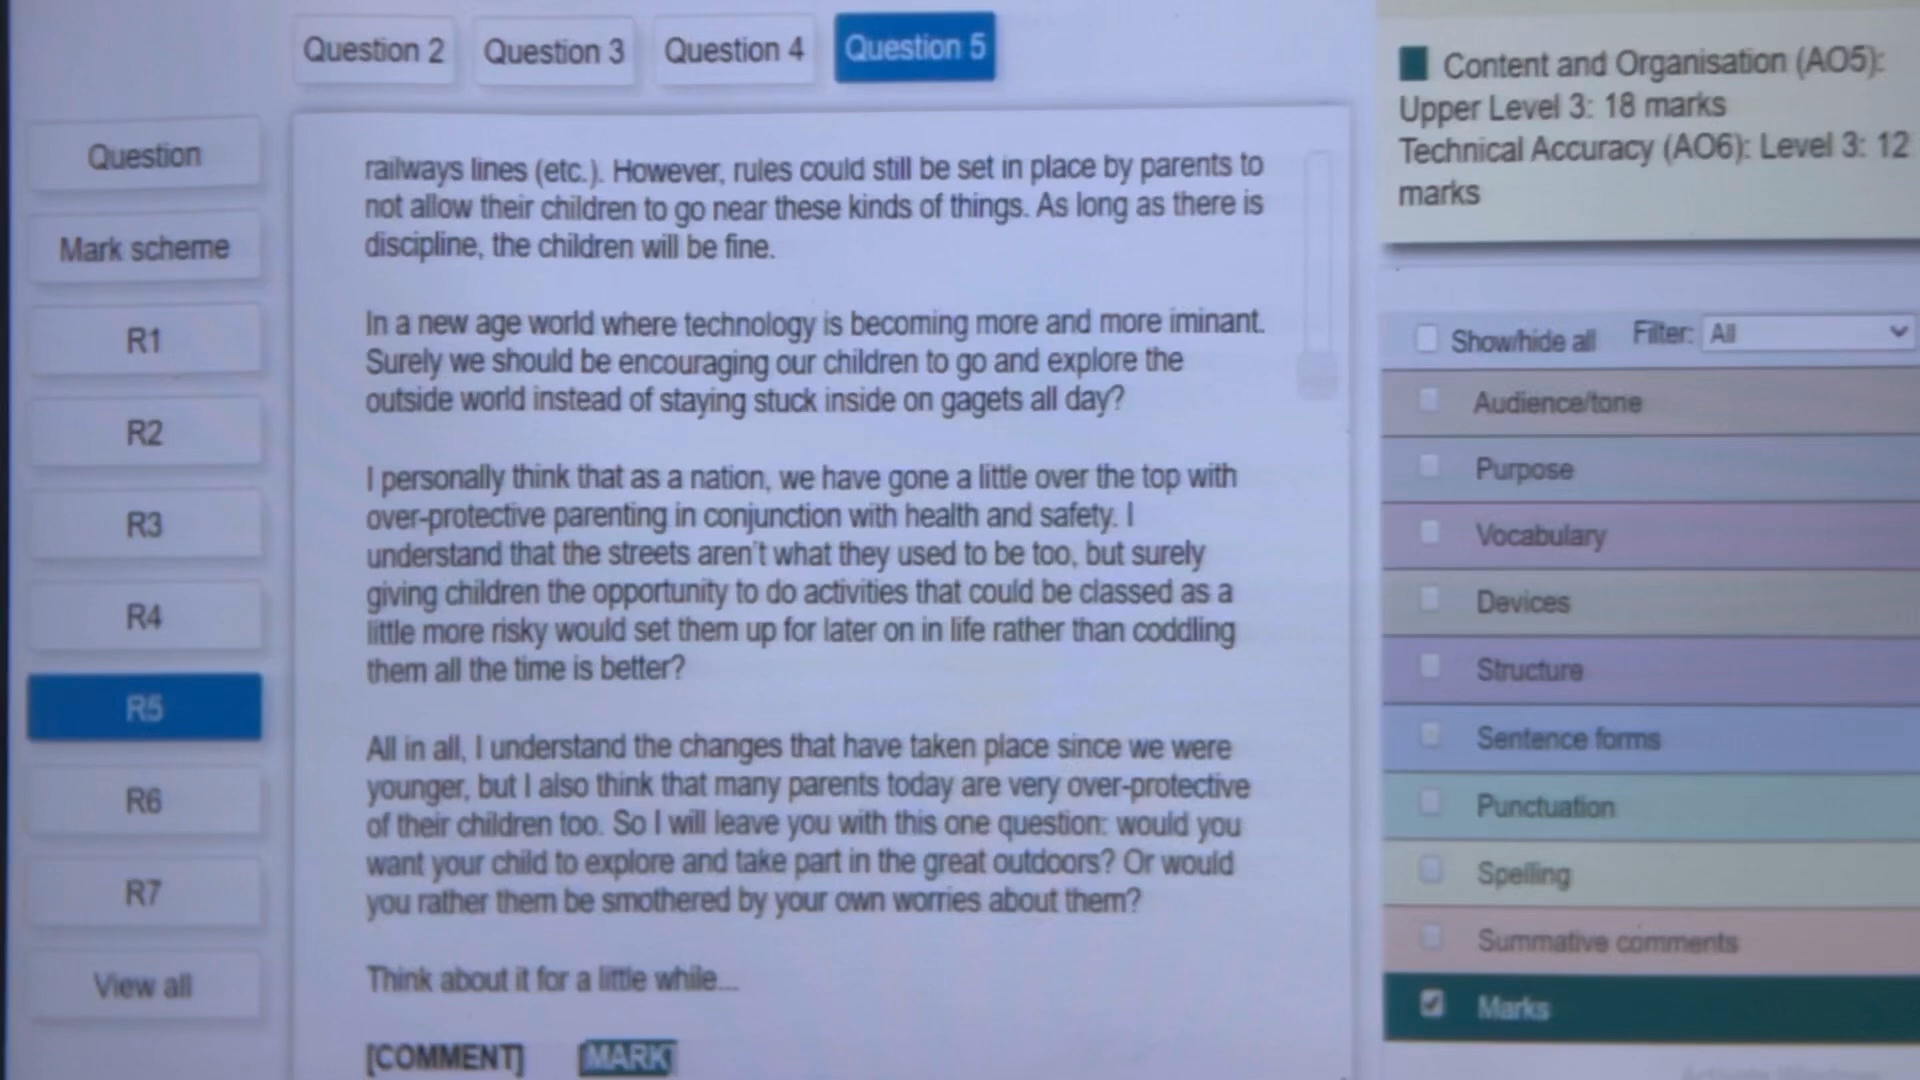 Question 2
Question 3
Question 4
Question 5
Question
Mark scheme
R1
R2
R3
R4
R5
R6
R7
View all
railways lines (etc.). However, rules could still be set in place by parents to
not allow their children to go near these kinds of things. As long as there is
discipline, the children will be fine.
In a new age world where technology is becoming more and more iminant.
Surely we should be encouraging our children to go and explore the
outside world instead of staying stuck inside on gagets all day?
I personally think that as a nation, we have gone a little over the top with
over-protective parenting in conjunction with health and safety. I
understand that the streets aren't what they used to be too, but surely
giving children the opportunity to do activities that could be classed as a
little more risky would set them up for later on in life rather than coddling
them all the time is better?
All in all, I understand the changes that have taken place since we were
younger, but I also think that many parents today are very over-protective
of their children too. So I will leave you with this one question: would you
want your child to explore and take part in the great outdoors? Or would
you rather them be smothered by your own worries about them?
Think about it for a little while...
[COMMENT] [MARK]
Content and Organisation (AO5):
Upper Level 3: 18 marks
Technical Accuracy (AO6): Level 3: 12
marks
Show/hide all Filter: All
Audience/tone
Purpose
Vocabulary
Devices
Structure
Sentence forms
Punctuation
Spelling
Summative comments
Marks